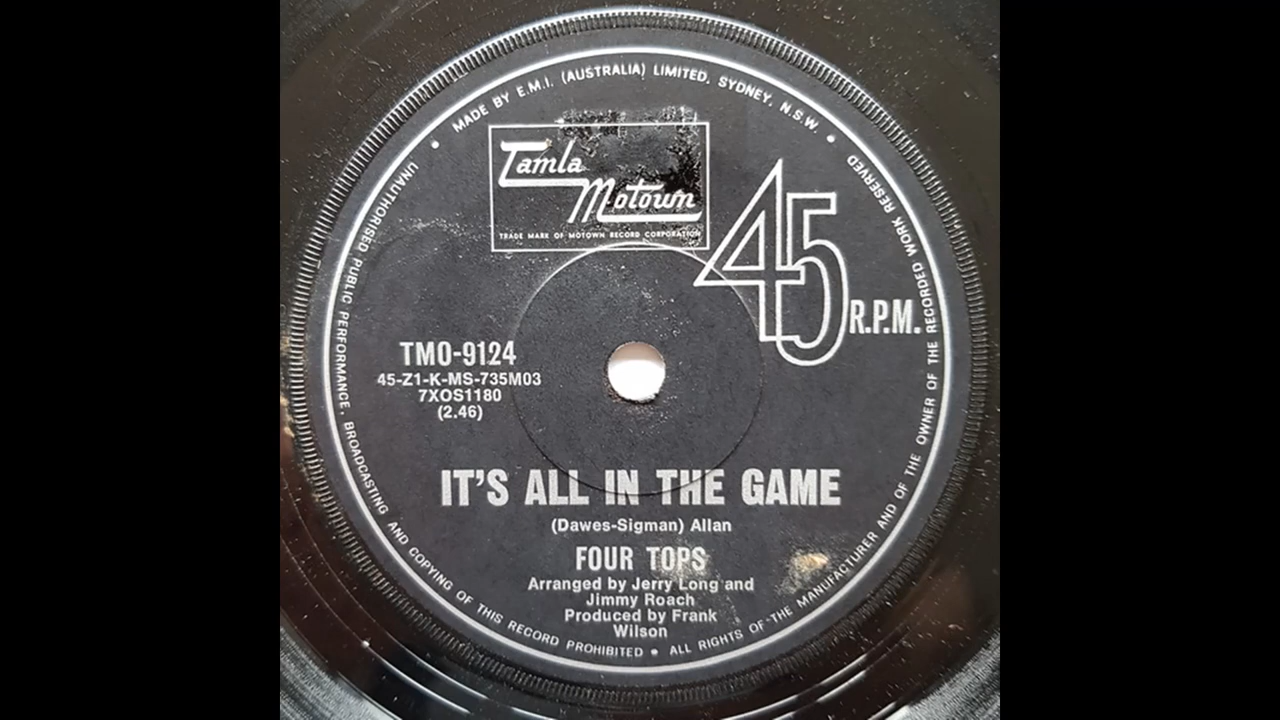 MADE BY E.M.I. (AUSTRALIA) LIMITED. SYDNEY, N.S.W. •
Tamla
Motown
TRADE MARK OF MOTOWN RECORD CORPORATION
45
R.P.M.
TMO-9124
45-Z1-K-MS-735M03
7XOS1180
(2.46)
IT'S ALL IN THE GAME
(Dawes-Sigman) Allan
FOUR TOPS
Arranged by Jerry Long and
Jimmy Roach
Produced by Frank
Wilson
UNAUTHORISED PUBLIC PERFORMANCE, BROADCASTING AND COPYING OF THIS RECORD PROHIBITED • ALL RIGHTS OF THE MANUFACTURER AND OF THE OWNER OF THE RECORDED WORK RESERVED •